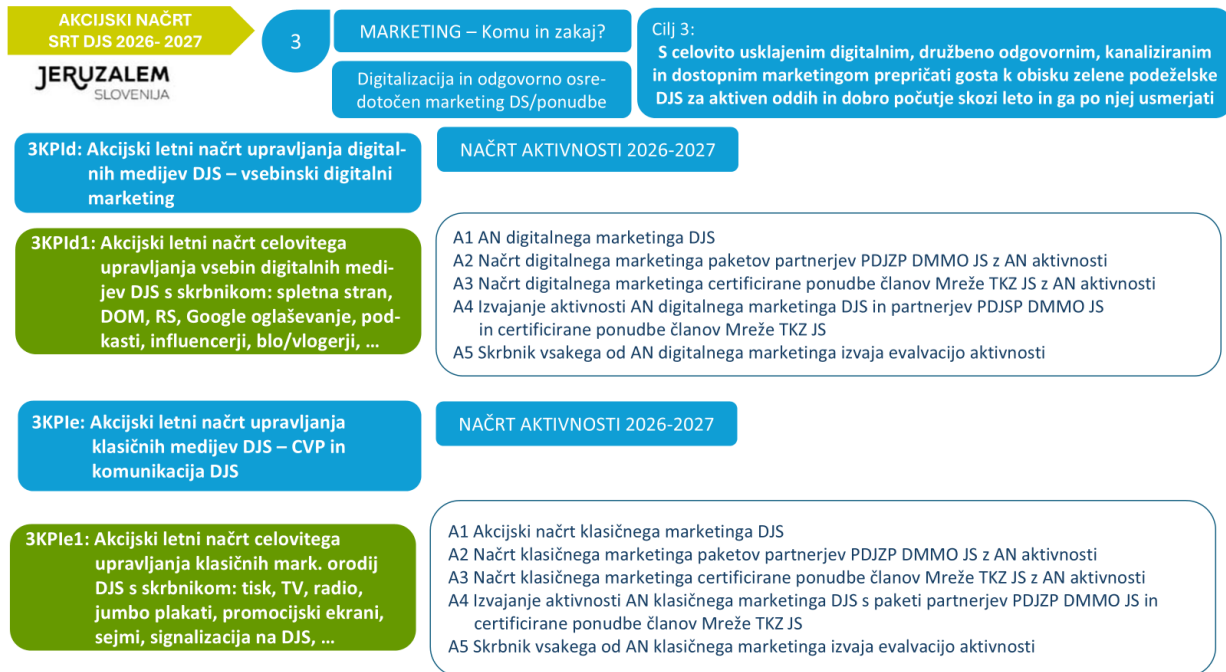 AKCIJSKI NAČRT
SRT DJS 2026- 2027
JERUZALEM
SLOVENIJA
3
MARKETING – Komu in zakaj?
Digitalizacija in odgovorno osre-
dotočen marketing DS/ponudbe
Cilj 3:
S celovito usklajenim digitalnim, družbeno odgovornim, kanaliziranim
in dostopnim marketingom prepričati gosta k obisku zelene podeželske
DJS za aktiven oddih in dobro počutje skozi leto in ga po njej usmerjati
3KPId: Akcijski letni načrt upravljanja digital-
nih medijev DJS – vsebinski digitalni
marketing
NAČRT AKTIVNOSTI 2026-2027
3KPId1: Akcijski letni načrt celovitega
upravljanja vsebin digitalnih medi-
jev DJS s skrbnikom: spletna stran,
DOM, RS, Google oglaševanje, pod-
kasti, influencerji, blo/vlogerji, ...
A1 AN digitalnega marketinga DJS
A2 Načrt digitalnega marketinga paketov partnerjev PDJZP DMMO JS z AN aktivnosti
A3 Načrt digitalnega marketinga certificirane ponudbe članov Mreže TKZ JS z AN aktivnosti
A4 Izvajanje aktivnosti AN digitalnega marketinga DJS in partnerjev PDJSP DMMO JS
in certificirane ponudbe članov Mreže TKZ JS
A5 Skrbnik vsakega od AN digitalnega marketinga izvaja evalvacijo aktivnosti
3KPIe: Akcijski letni načrt upravljanja
klasičnih medijev DJS – CVP in
komunikacija DJS
NAČRT AKTIVNOSTI 2026-2027
3KPIe1: Akcijski letni načrt celovitega
upravljanja klasičnih mark. orodij
DJS s skrbnikom: tisk, TV, radio,
jumbo plakati, promocijski ekrani,
sejmi, signalizacija na DJS, ...
A1 Akcijski načrt klasičnega marketinga DJS
A2 Načrt klasičnega marketinga paketov partnerjev PDJZP DMMO JS z AN aktivnosti
A3 Načrt klasičnega marketinga certificirane ponudbe članov Mreže TKZ JS z AN aktivnosti
A4 Izvajanje aktivnosti AN klasičnega marketinga DJS s paketi partnerjev PDJZP DMMO JS in
certificirane ponudbe članov Mreže TKZ JS
A5 Skrbnik vsakega od AN klasičnega marketinga izvaja evalvacijo aktivnosti